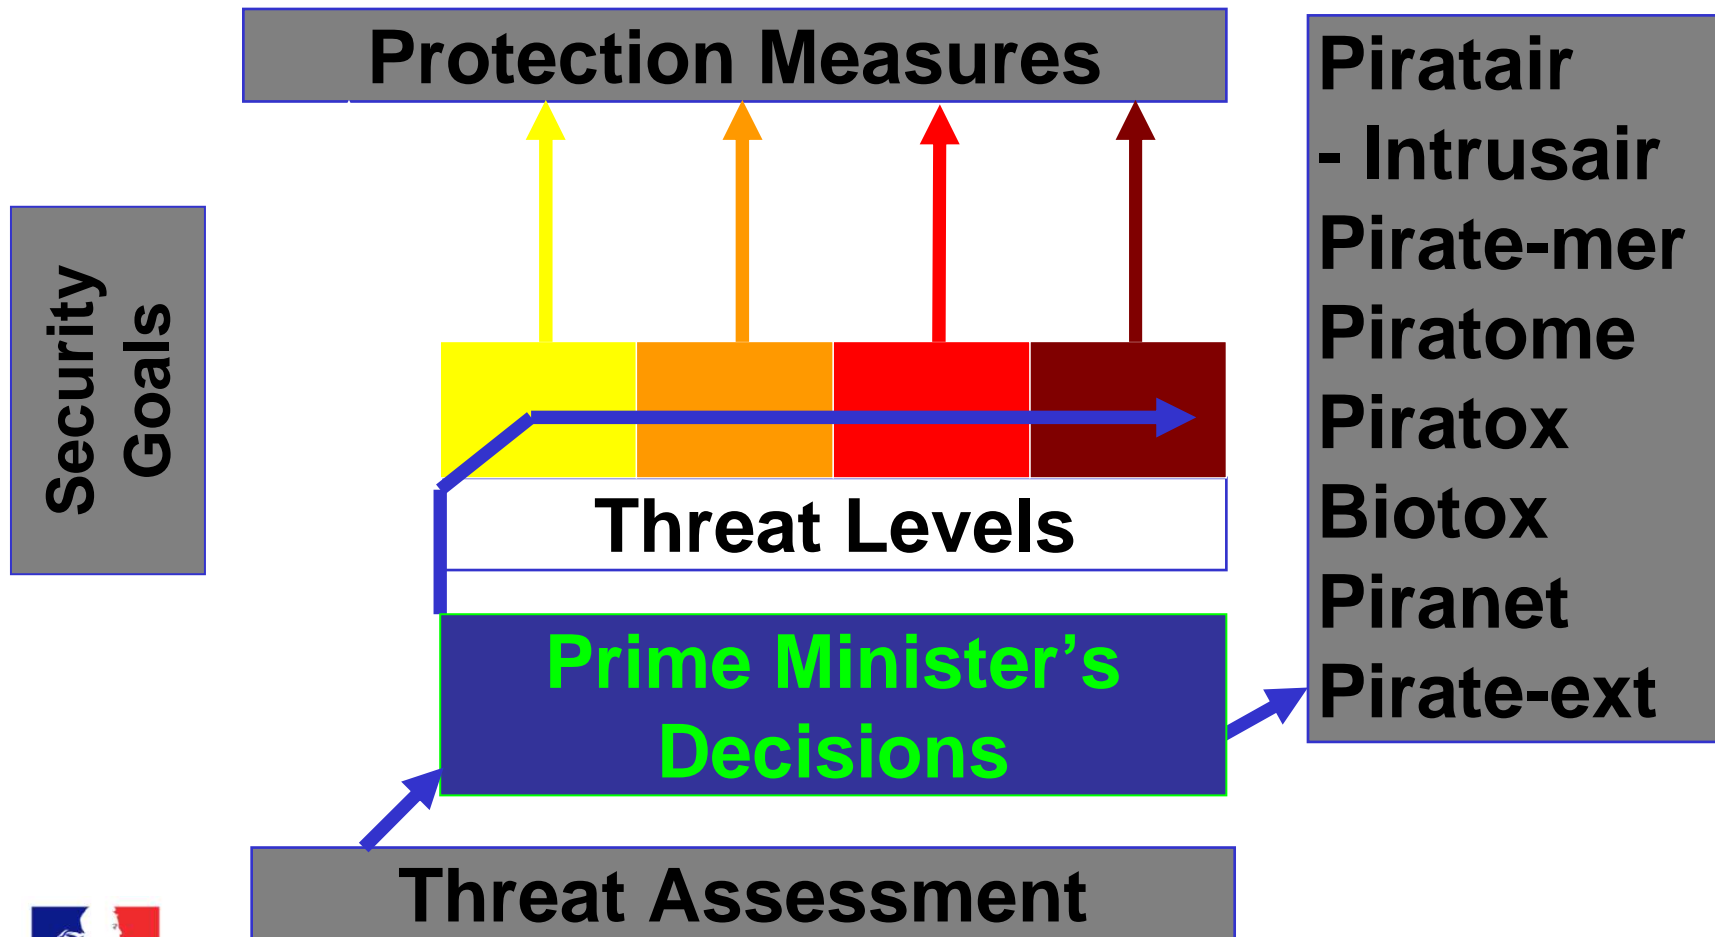 Protection Measures
Security
Goals
Threat Levels
Prime Minister’s
Decisions
Threat Assessment
Piratair
- Intrusair
Pirate-mer
Piratome
Piratox
Biotox
Piranet
Pirate-ext